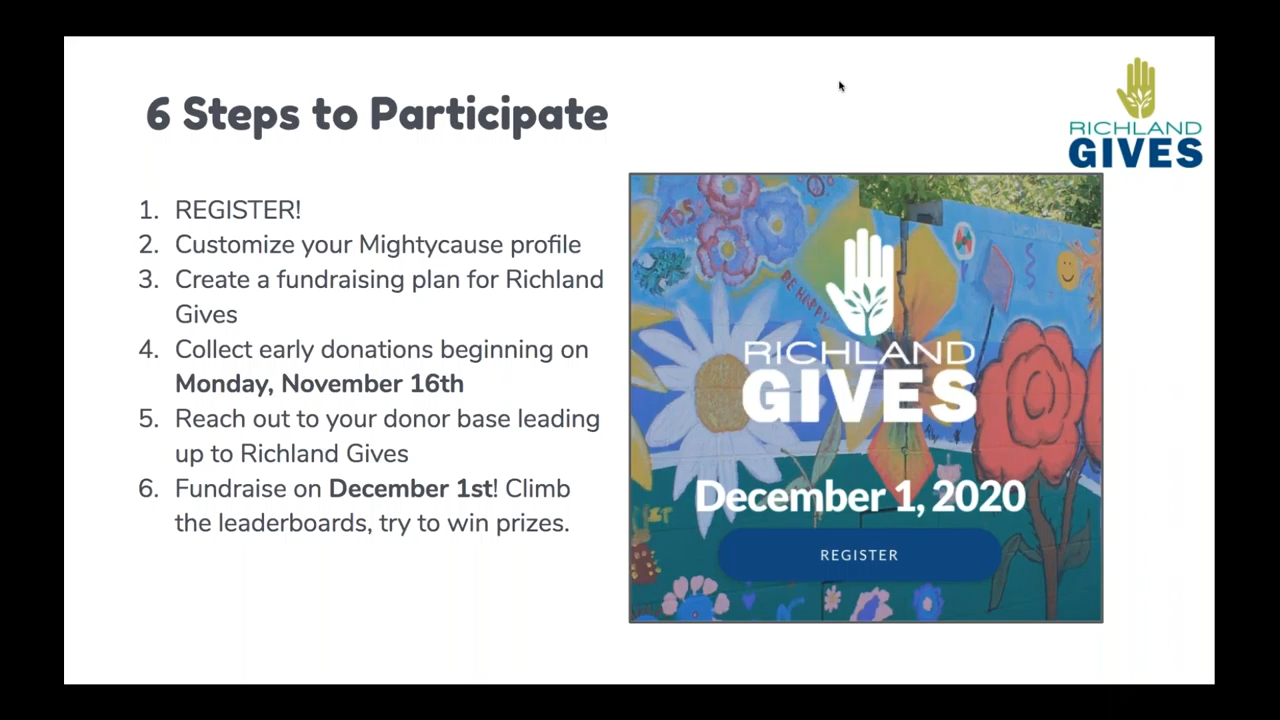 6 Steps to Participate
RICHLAND
GIVES
1. REGISTER!
2. Customize your Mightycause profile
3. Create a fundraising plan for Richland
Gives
4. Collect early donations beginning on
Monday, November 16th
5. Reach out to your donor base leading
up to Richland Gives
6. Fundraise on December 1st! Climb
the leaderboards, try to win prizes.
TDS
BE HAPPY
RICHLAND
GIVES
December 1, 2020
REGISTER